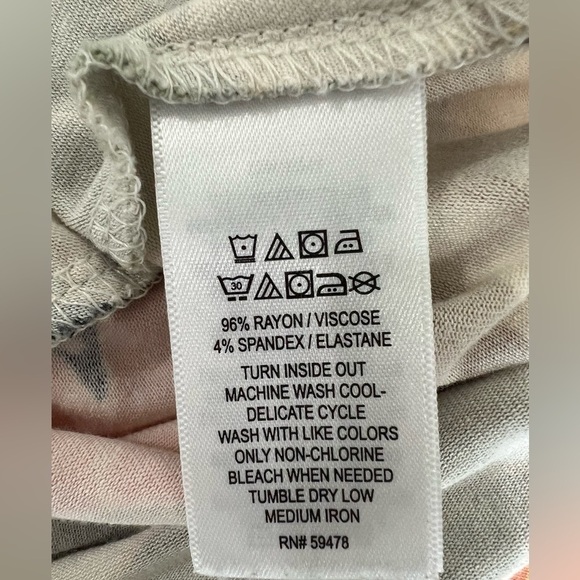 30
96% RAYON / VISCOSE
4% SPANDEX / ELASTANE
TURN INSIDE OUT
MACHINE WASH COOL-
DELICATE CYCLE
WASH WITH LIKE COLORS
ONLY NON-CHLORINE
BLEACH WHEN NEEDED
TUMBLE DRY LOW
MEDIUM IRON
RN# 59478